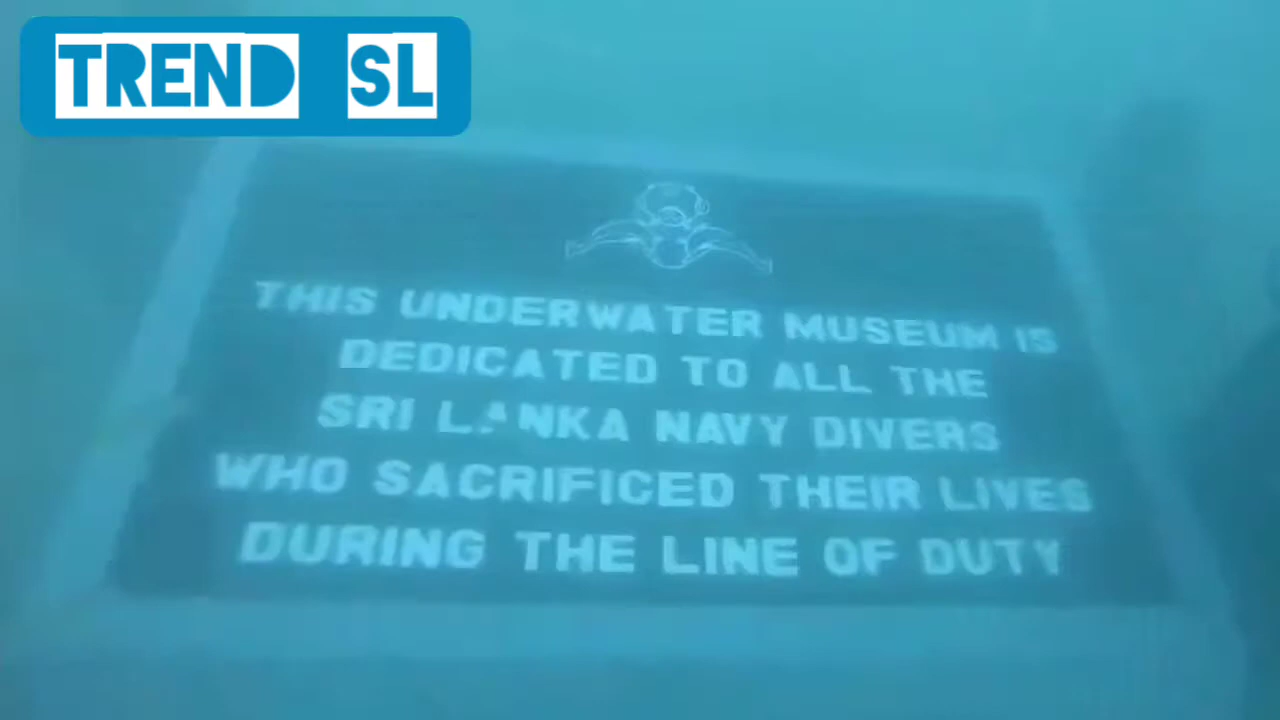 TREND SL
THIS UNDERWATER MUSEUM IS
DEDICATED TO ALL THE
SRI LANKA NAVY DIVERS
WHO SACRIFICED THEIR LIVES
DURING THE LINE OF DUTY